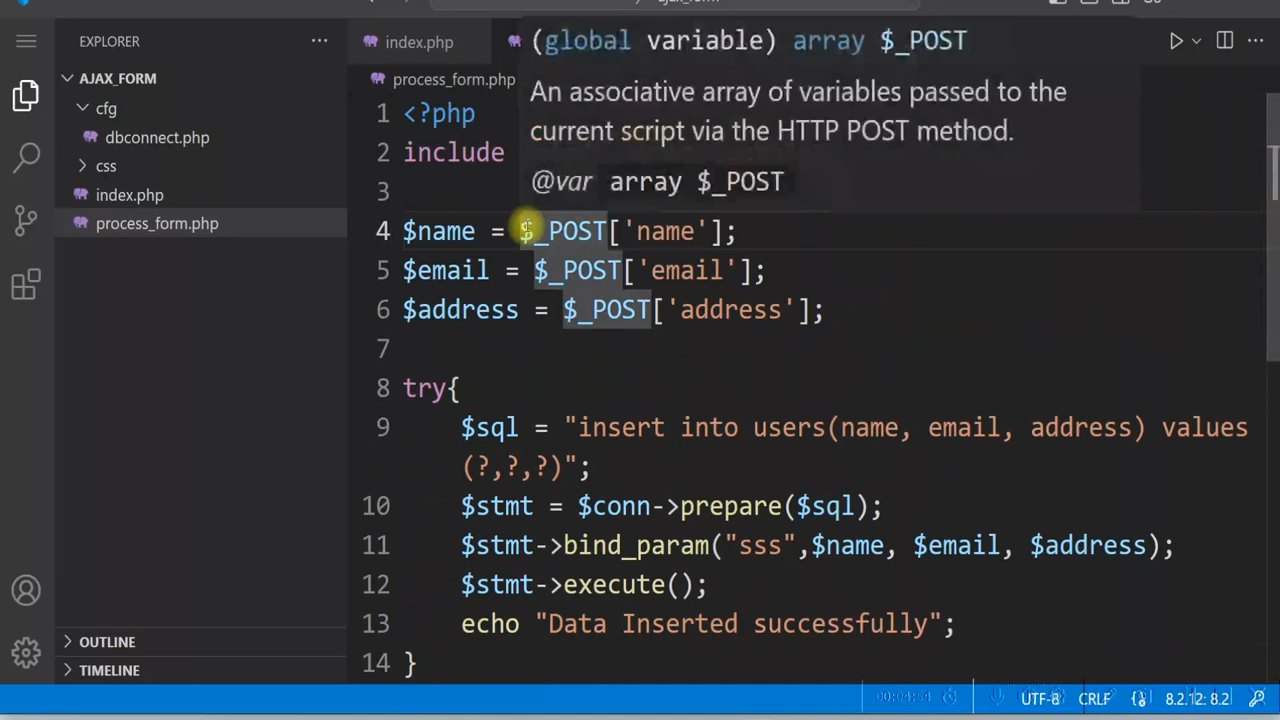 ajax_form
EXPLORER
AJAX_FORM
cfg
dbconnect.php
css
index.php
process_form.php
OUTLINE
TIMELINE
index.php
process_form.php
(global variable) array $_POST
An associative array of variables passed to the
current script via the HTTP POST method.
@var array $_POST
1 <?php
2 include
3
4 $name = $_POST['name'];
5 $email = $_POST['email'];
6 $address = $_POST['address'];
7
8 try{
9 $sql = "insert into users(name, email, address) values
(?,?,?)";
10 $stmt = $conn->prepare($sql);
11 $stmt->bind_param("sss",$name, $email, $address);
12 $stmt->execute();
13 echo "Data Inserted successfully";
14 }
00:04:54 UTF-8 CRLF 8.2.12: 8.2